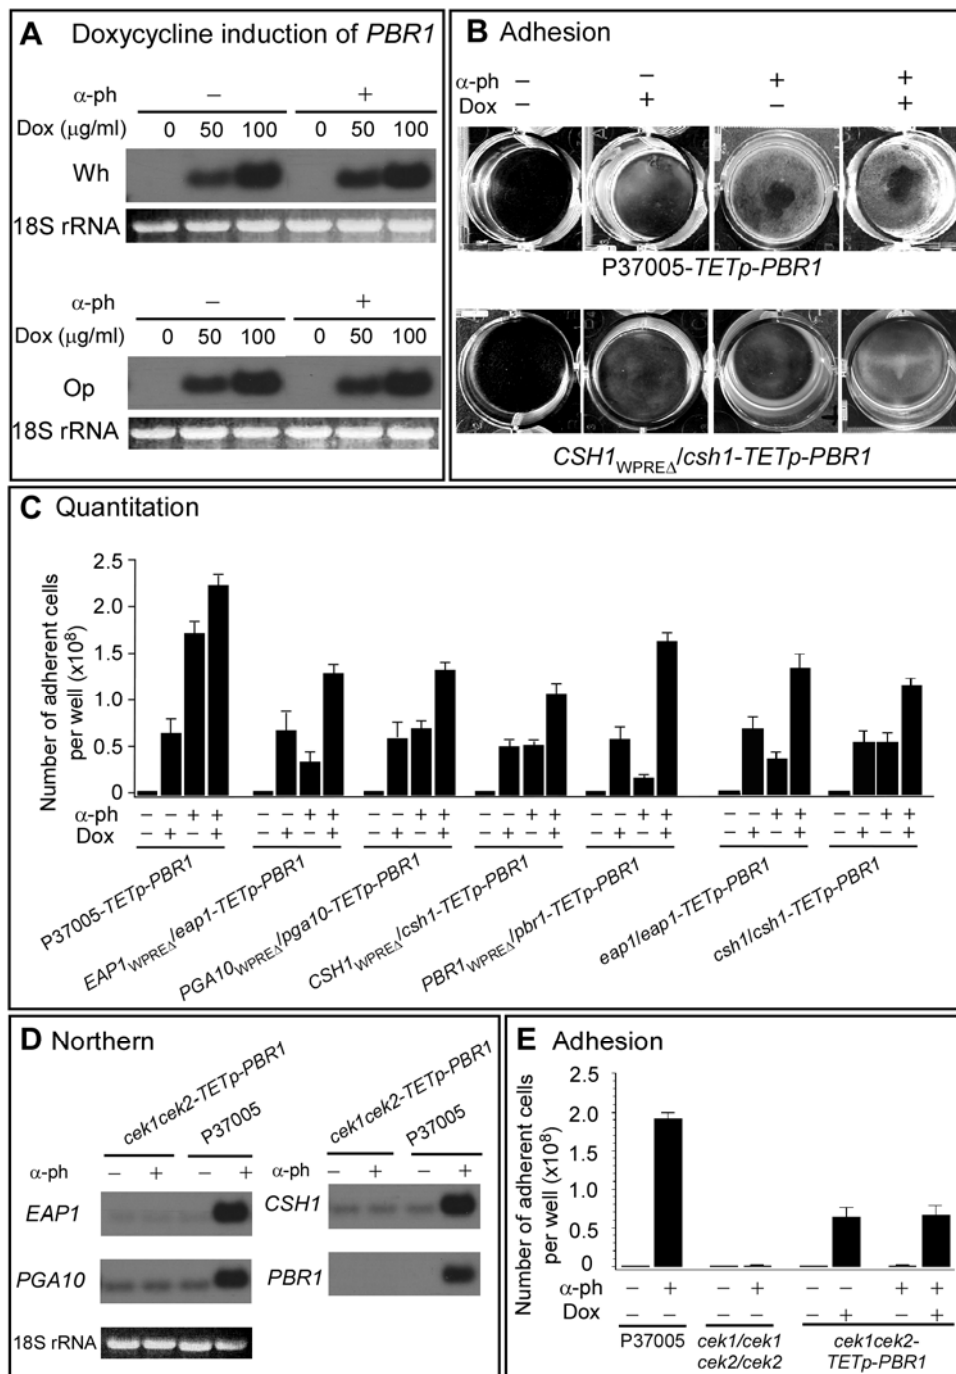 A Doxycycline induction of PBR1
α-ph – +
Dox (μg/ml) 0 50 100 0 50 100
Wh
18S rRNA
α-ph – +
Dox (μg/ml) 0 50 100 0 50 100
Op
18S rRNA
B Adhesion
α-ph – – + +
Dox – + – +
P37005-TETp-PBR1
CSH1WPREΔ/csh1-TETp-PBR1
C Quantitation
Number of adherent cells
per well (x10⁸)
2.5
2.0
1.5
1.0
0.5
0
α-ph – – + + – – + + – – + + – – + + – – + + – – + + – – + +
Dox – + – + – + – + – + – + – + – + – + – + – + – + – + – +
P37005-TETp-PBR1
EAP1WPREΔ/eap1-TETp-PBR1
PGA10WPREΔ/pga10-TETp-PBR1
CSH1WPREΔ/csh1-TETp-PBR1
PBR1WPREΔ/pbr1-TETp-PBR1
eap1/eap1-TETp-PBR1
csh1/csh1-TETp-PBR1
D Northern
cek1cek2-TETp-PBR1
P37005
α-ph – + – +
EAP1
PGA10
18S rRNA
cek1cek2-TETp-PBR1
P37005
α-ph – + – +
CSH1
PBR1
E Adhesion
Number of adherent cells
per well (x10⁸)
2.5
2.0
1.5
1.0
0.5
0
α-ph – + – + – – + +
Dox – – – – – + – +
P37005
cek1/cek1
cek2/cek2
cek1cek2-
TETp-PBR1